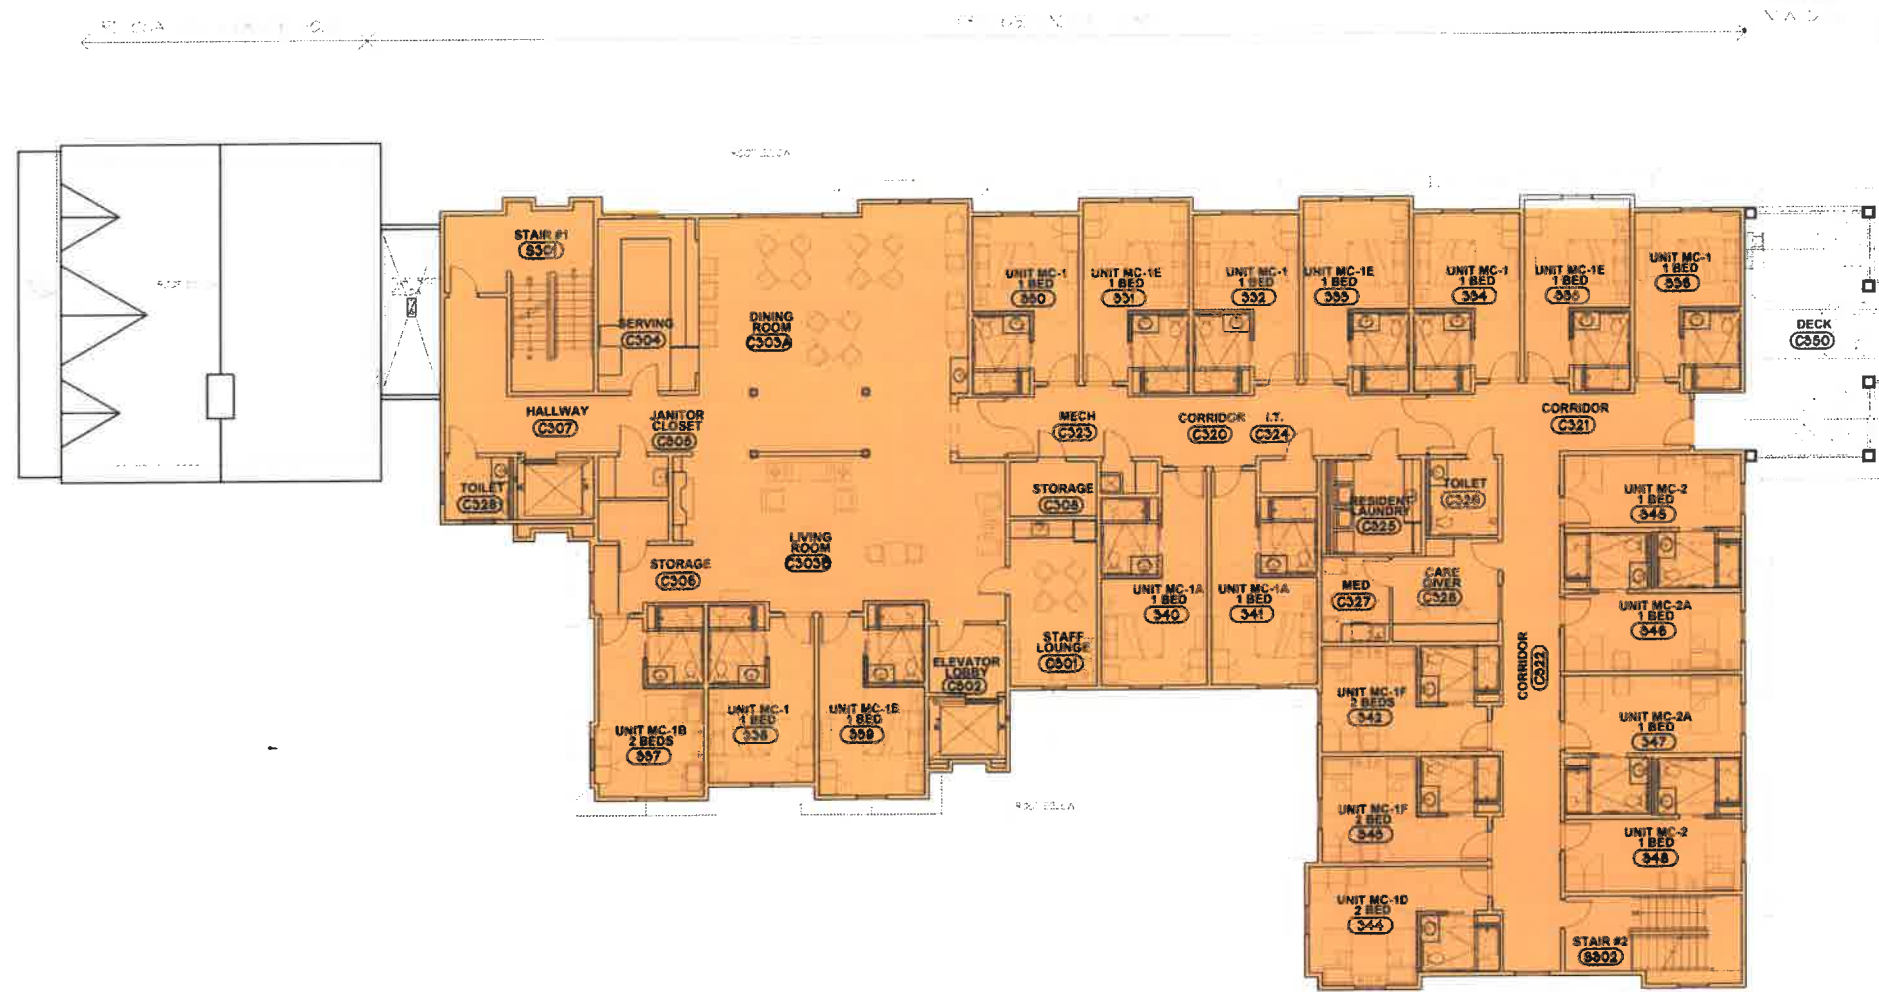 STAIR #1
S301
SERVING
C304
DINING
ROOM
C303A
UNIT MC-1
1 BED
330
UNIT MC-1E
1 BED
331
UNIT MC-1
1 BED
332
UNIT MC-1E
1 BED
333
UNIT MC-1
1 BED
334
UNIT MC-1E
1 BED
335
UNIT MC-1
1 BED
336
DECK
C350
HALLWAY
C307
JANITOR
CLOSET
C305
MECH
C323
CORRIDOR
C320
I.T.
C324
CORRIDOR
C321
TOILET
C328
STORAGE
C308
RESIDENT
LAUNDRY
C325
TOILET
C326
UNIT MC-2
1 BED
345
LIVING
ROOM
C303B
STORAGE
C306
UNIT MC-1A
1 BED
340
UNIT MC-1A
1 BED
341
MED
C327
CARE
GIVER
C328
UNIT MC-2A
1 BED
346
STAFF
LOUNGE
C301
ELEVATOR
LOBBY
C302
CORRIDOR
C322
UNIT MC-1B
2 BEDS
337
UNIT MC-1
1 BED
338
UNIT MC-1B
1 BED
339
UNIT MC-1F
2 BEDS
342
UNIT MC-2A
1 BED
347
UNIT MC-1F
2 BED
343
UNIT MC-2
1 BED
348
UNIT MC-1D
2 BED
344
STAIR #2
S302